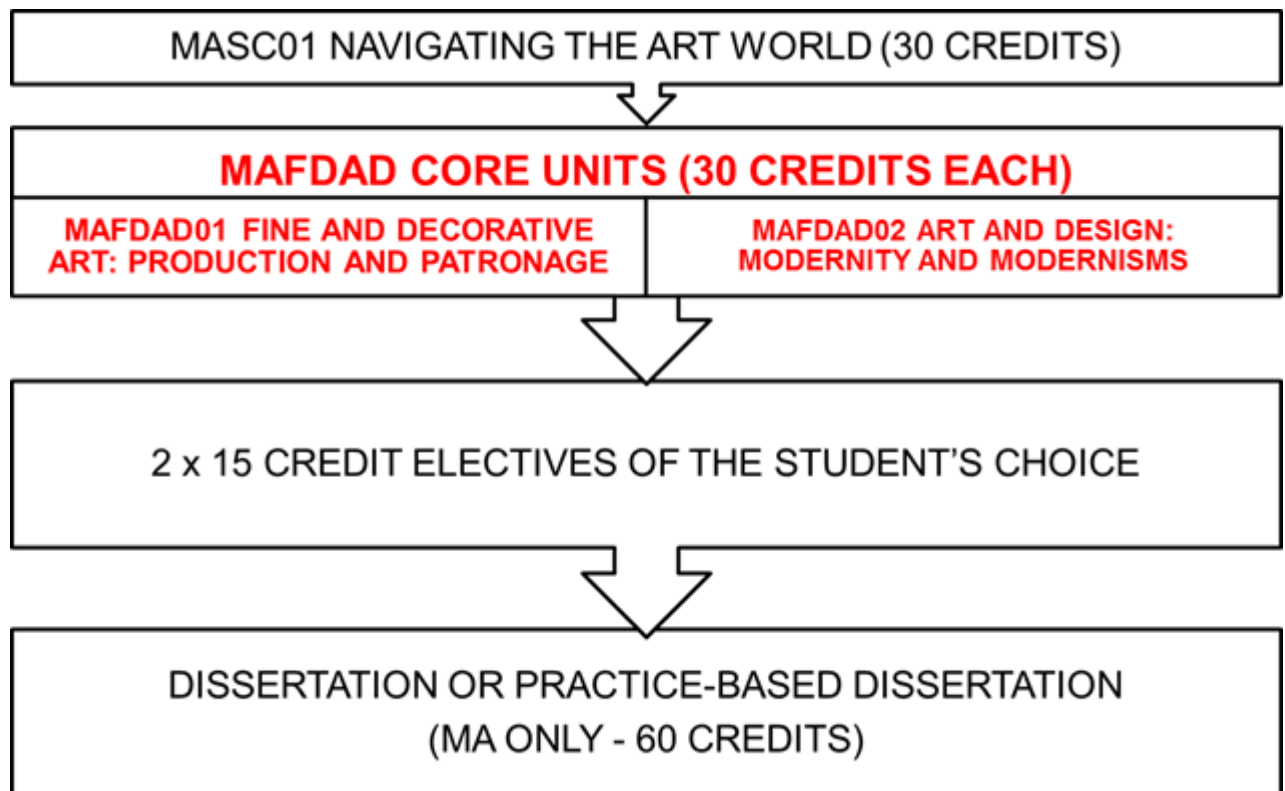 MASC01 NAVIGATING THE ART WORLD (30 CREDITS)
MAFDAD CORE UNITS (30 CREDITS EACH)
MAFDAD01 FINE AND DECORATIVE
ART: PRODUCTION AND PATRONAGE
MAFDAD02 ART AND DESIGN:
MODERNITY AND MODERNISMS
2 x 15 CREDIT ELECTIVES OF THE STUDENT’S CHOICE
DISSERTATION OR PRACTICE-BASED DISSERTATION
(MA ONLY - 60 CREDITS)